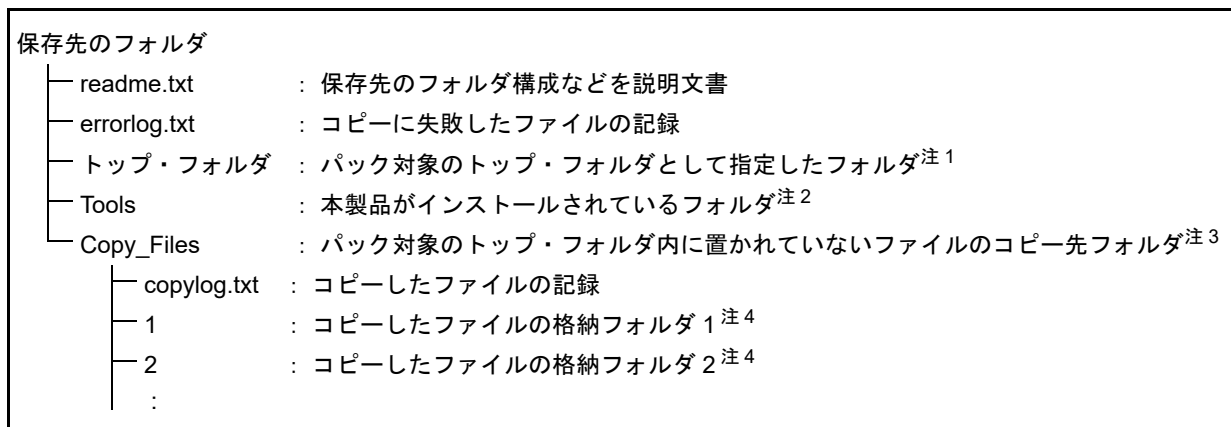 保存先のフォルダ
readme.txt : 保存先のフォルダ構成などを説明文書
errorlog.txt : コピーに失敗したファイルの記録
トップ・フォルダ : パック対象のトップ・フォルダとして指定したフォルダ注 1
Tools : 本製品がインストールされているフォルダ注 2
Copy_Files : パック対象のトップ・フォルダ内に置かれていないファイルのコピー先フォルダ注 3
copylog.txt : コピーしたファイルの記録
1 : コピーしたファイルの格納フォルダ 1注 4
2 : コピーしたファイルの格納フォルダ 2注 4
: